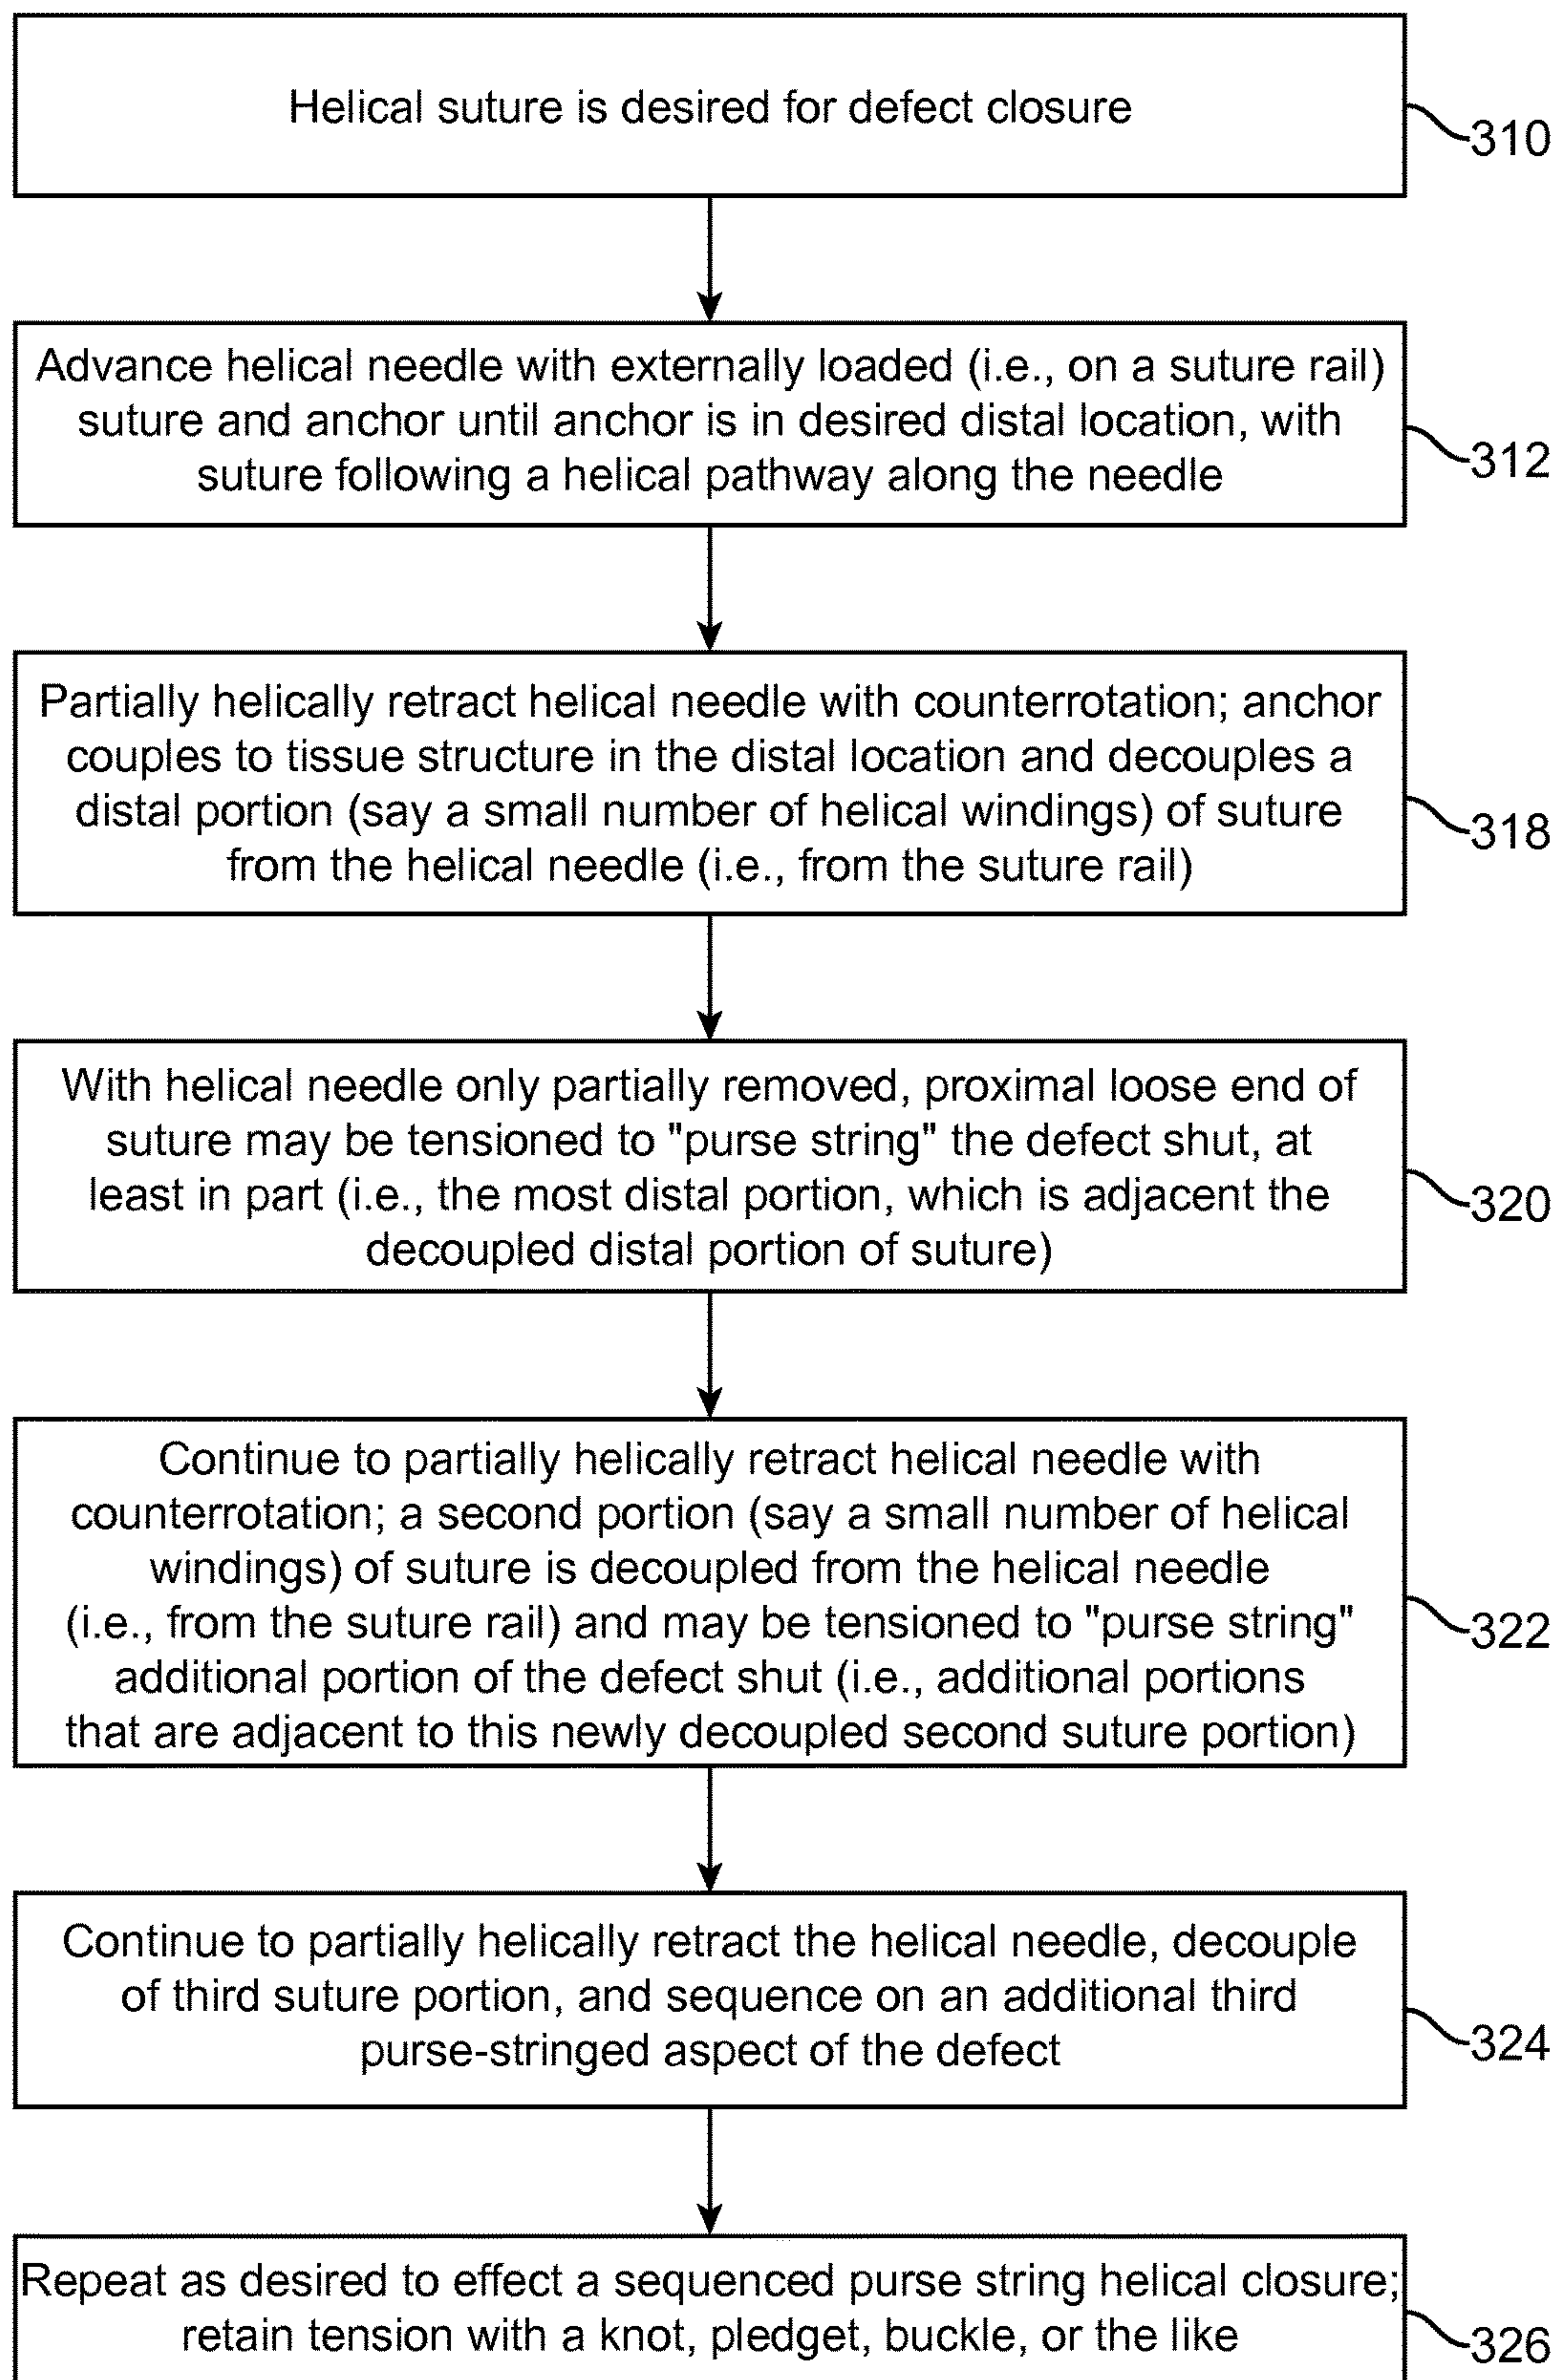 Helical suture is desired for defect closure
310
Advance helical needle with externally loaded (i.e., on a suture rail)
suture and anchor until anchor is in desired distal location, with
suture following a helical pathway along the needle
312
Partially helically retract helical needle with counterrotation; anchor
couples to tissue structure in the distal location and decouples a
distal portion (say a small number of helical windings) of suture
from the helical needle (i.e., from the suture rail)
318
With helical needle only partially removed, proximal loose end of
suture may be tensioned to "purse string" the defect shut, at
least in part (i.e., the most distal portion, which is adjacent the
decoupled distal portion of suture)
320
Continue to partially helically retract helical needle with
counterrotation; a second portion (say a small number of helical
windings) of suture is decoupled from the helical needle
(i.e., from the suture rail) and may be tensioned to "purse string"
additional portion of the defect shut (i.e., additional portions
that are adjacent to this newly decoupled second suture portion)
322
Continue to partially helically retract the helical needle, decouple
of third suture portion, and sequence on an additional third
purse-stringed aspect of the defect
324
Repeat as desired to effect a sequenced purse string helical closure;
retain tension with a knot, pledget, buckle, or the like
326